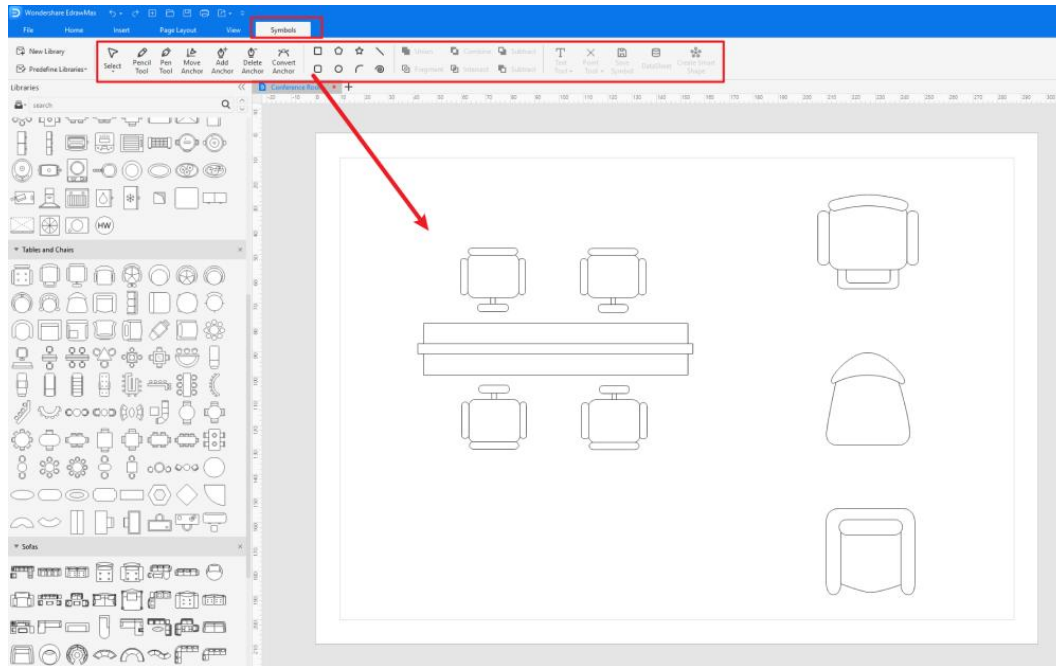 Wondershare EdrawMax
File Home Insert Page Layout View Symbols
New Library
Predefine Libraries
Select
Pencil Tool
Pen Tool
Move Anchor
Add Anchor
Delete Anchor
Convert Anchor
Union Combine Subtract
Fragment Intersect Subtract
Text Tool
Point Tool
Save Symbol
DataSheet
Create Smart Shape
Libraries
Conference Roo
search
HW
Tables and Chairs
Sofas